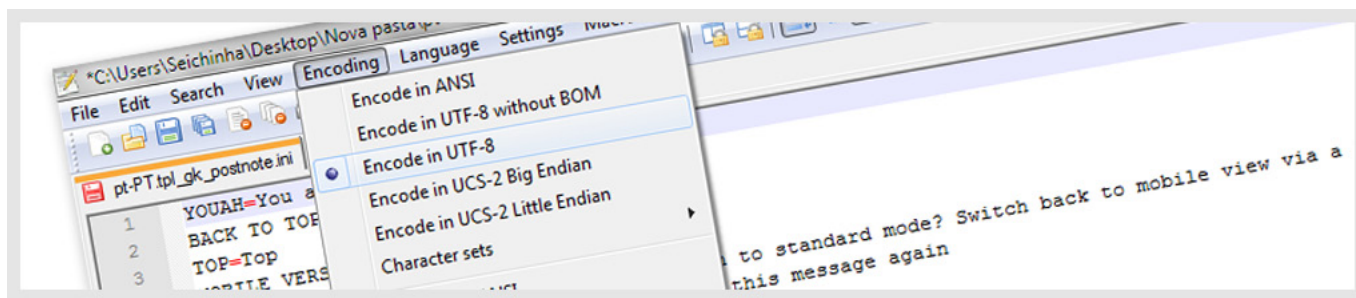 *C:\Users\Seichinha\Desktop\Nova pasta
File Edit Search View Encoding Language Settings
Encode in ANSI
Encode in UTF-8 without BOM
Encode in UTF-8
Encode in UCS-2 Big Endian
Encode in UCS-2 Little Endian
Character sets
pt-PT.tpl_gk_postnote.ini
1 YOUAH=You
2 BACK TO TOP
3 TOP=Top
to standard mode? Switch back to mobile view via a
this message again